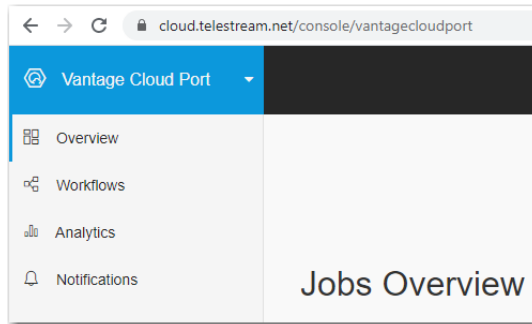 cloud.telestream.net/console/vantagecloudport
Vantage Cloud Port
Overview
Workflows
Analytics
Notifications
Jobs Overview